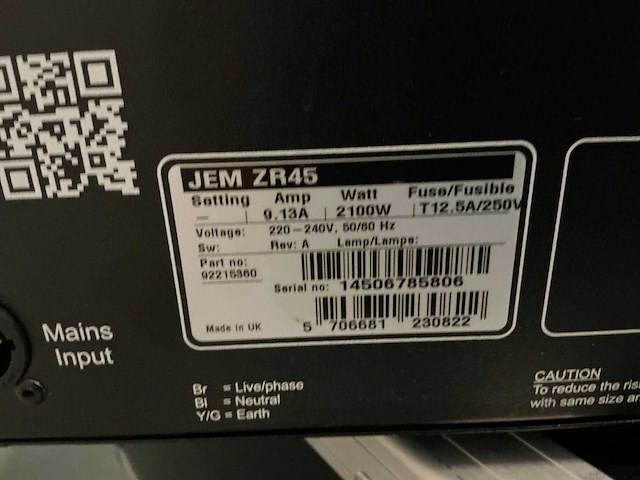 JEM ZR45
Setting Amp Watt Fuse/Fusible
— 9.13A 2100W T12.5A/250V
Voltage: 220-240V, 50/60 Hz
Sw: Rev: A Lamp/Lampe:
Part no:
92215360
Serial no: 14506785806
Made in UK 5 706681 230822
Mains
Input
Br = Live/phase
Bl = Neutral
Y/G = Earth
CAUTION
To reduce the ris
with same size an